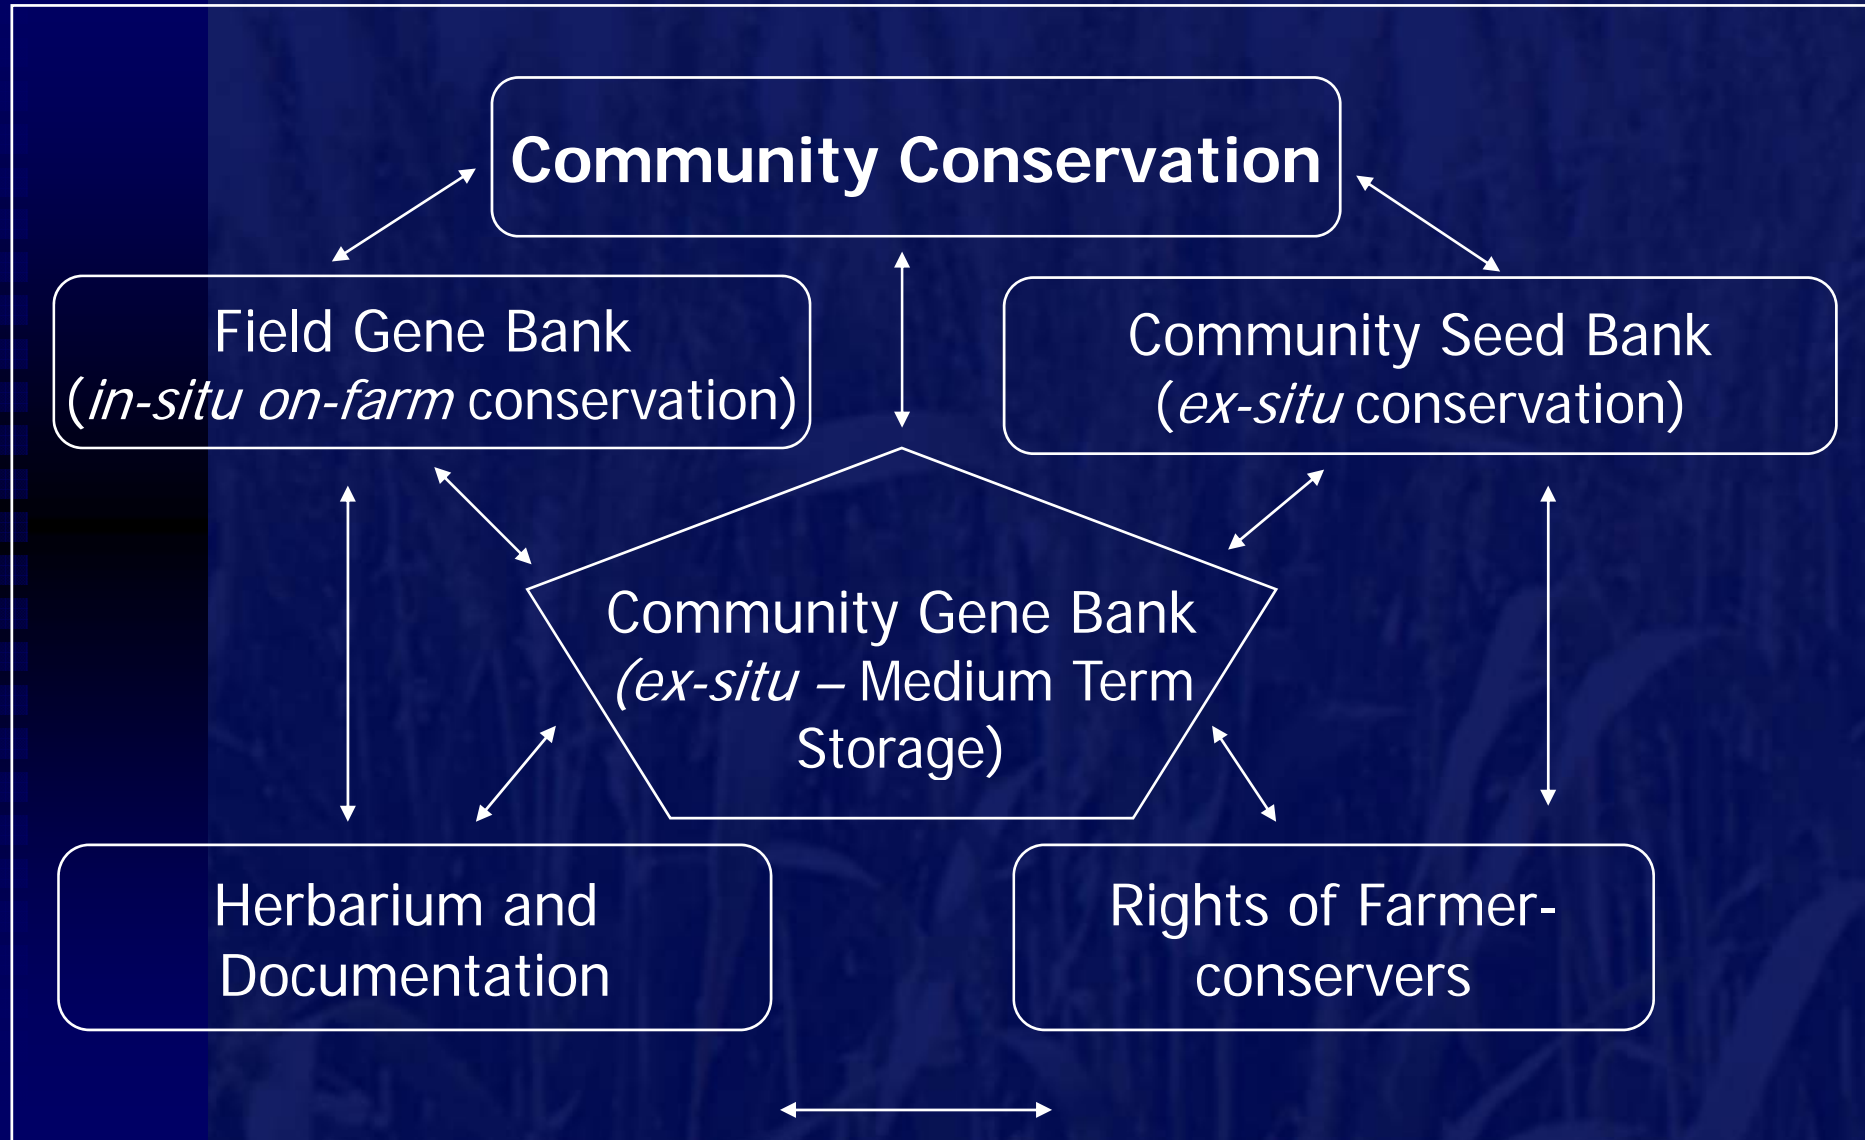 Community Conservation
Field Gene Bank
(in-situ on-farm conservation)
Community Seed Bank
(ex-situ conservation)
Community Gene Bank
(ex-situ – Medium Term
Storage)
Herbarium and
Documentation
Rights of Farmer-
conservers